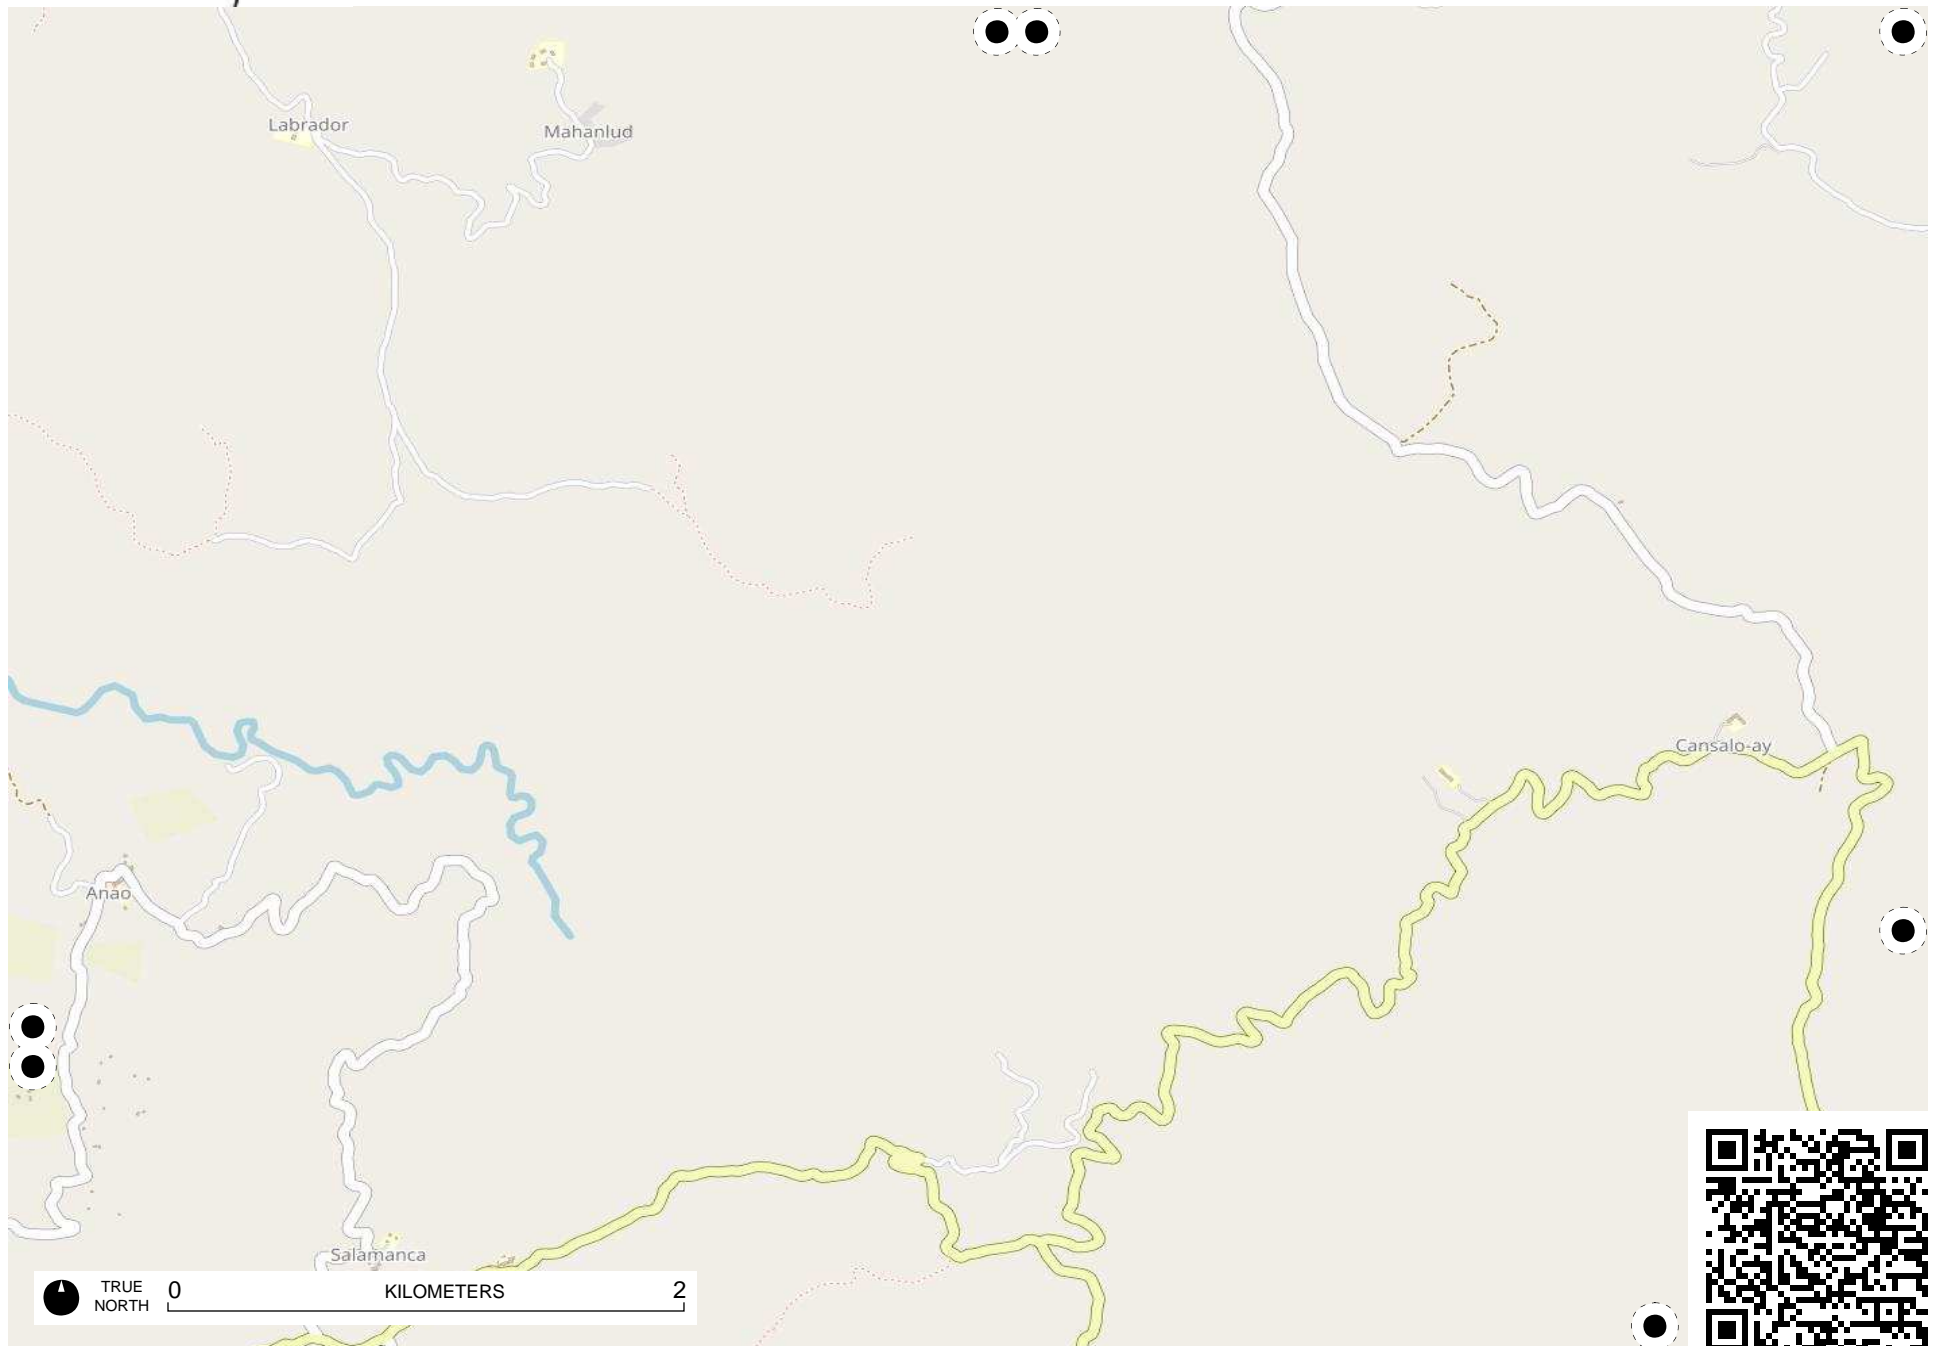 Labrador
Mahanlud
Cansalo-ay
Anao
Salamanca
TRUE
NORTH
0 KILOMETERS 2